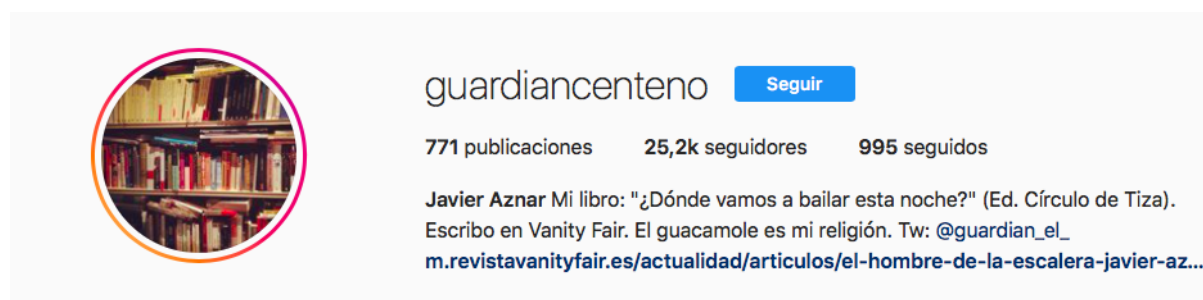 guardiancenteno Seguir
771 publicaciones 25,2k seguidores 995 seguidos
Javier Aznar Mi libro: "¿Dónde vamos a bailar esta noche?" (Ed. Círculo de Tiza).
Escribo en Vanity Fair. El guacamole es mi religión. Tw: @guardian_el_
m.revistavanityfair.es/actualidad/articulos/el-hombre-de-la-escalera-javier-az...